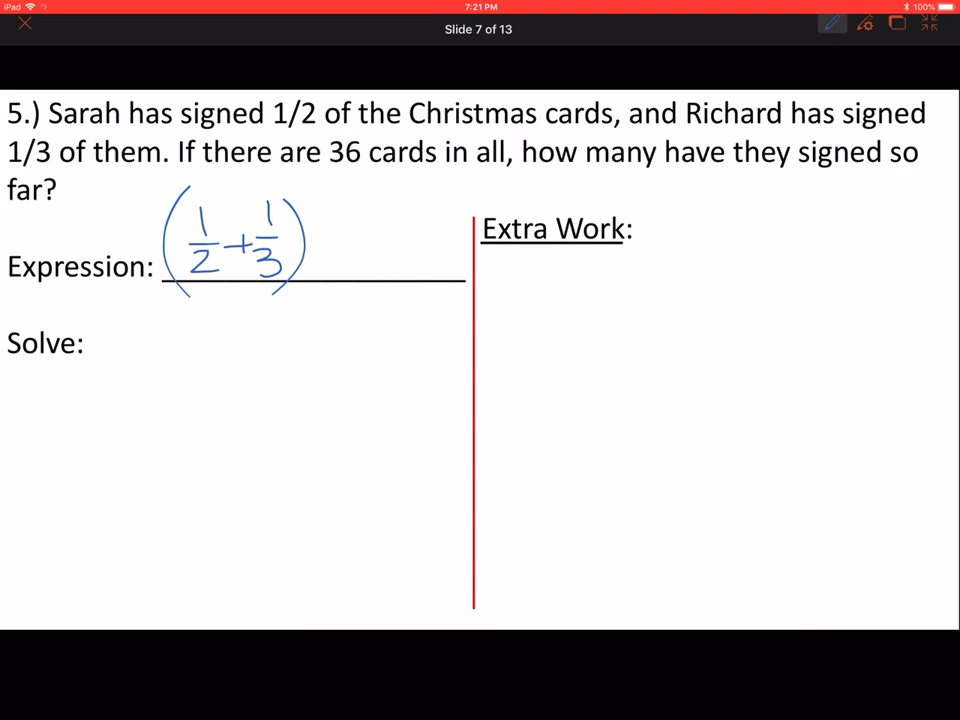 iPad 7:21 PM 100%
Slide 7 of 13
5.) Sarah has signed 1/2 of the Christmas cards, and Richard has signed
1/3 of them. If there are 36 cards in all, how many have they signed so
far?
Expression: (1/2 + 1/3)
Solve:
Extra Work: